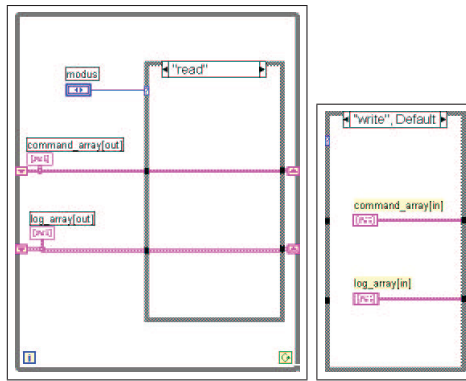 modus
"read"
command_array[out]
log_array[out]
i
"write", Default
command_array[in]
log_array[in]